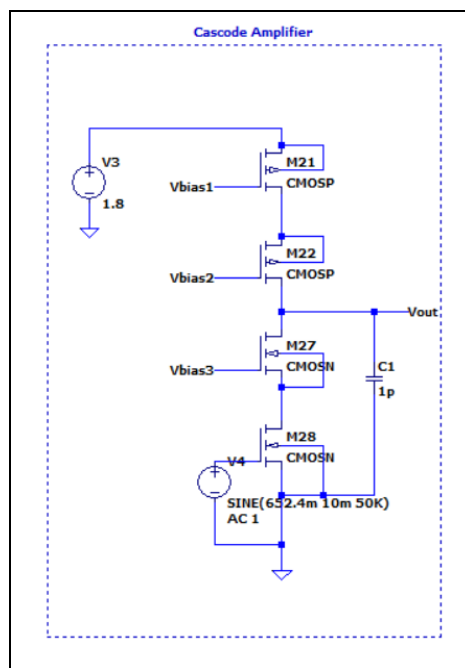 Cascode Amplifier
V3
1.8
M21
CMOSP
Vbias1
M22
CMOSP
Vbias2
Vout
M27
CMOSN
Vbias3
C1
1p
M28
CMOSN
V4
SINE(652.4m 10m 50K)
AC 1